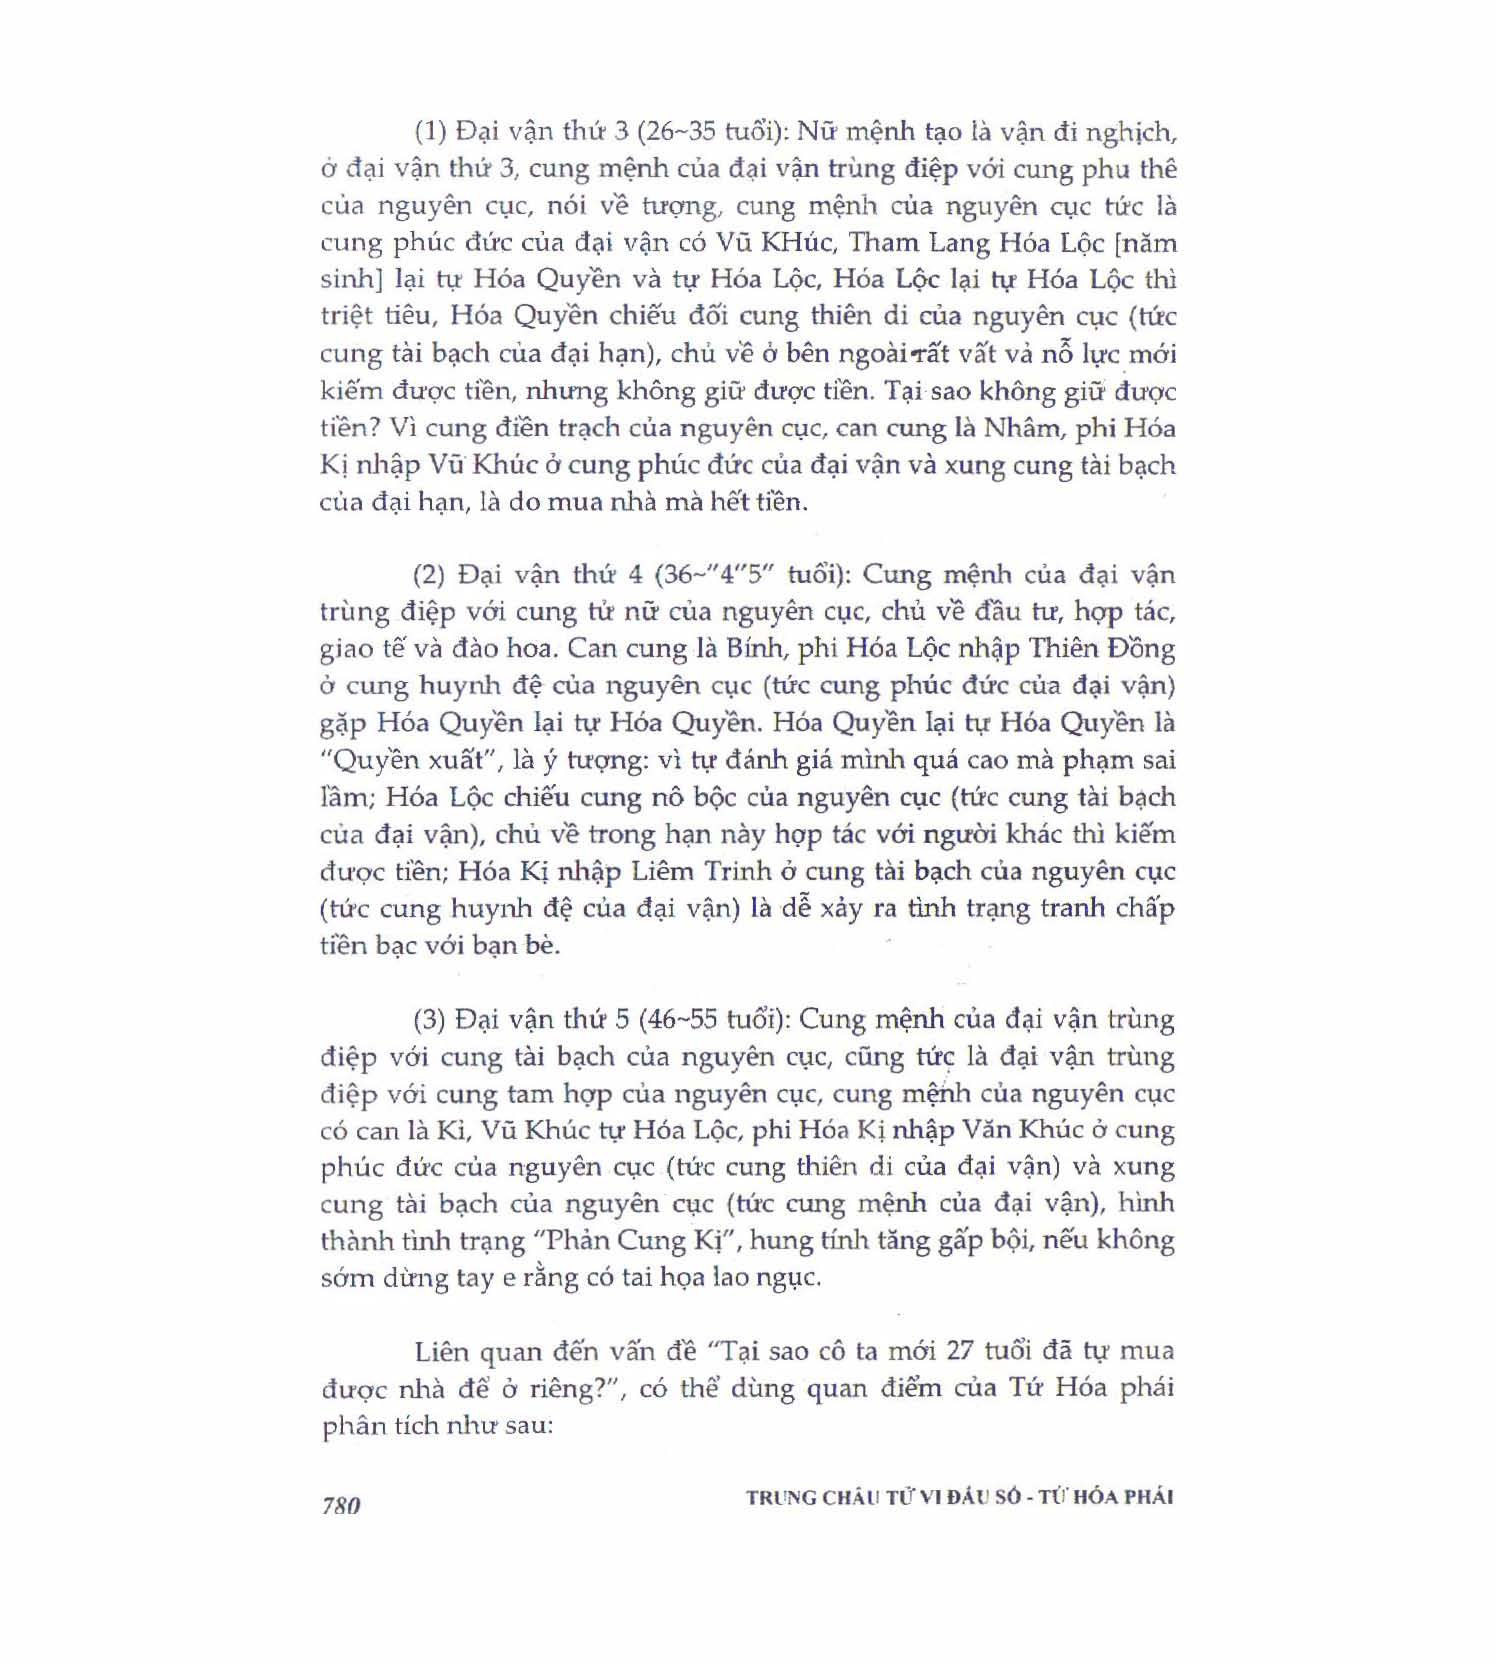 (1) Đại vận thứ 3 (26~35 tuổi): Nữ mệnh tạo là vận đi nghịch,
ở đại vận thứ 3, cung mệnh của đại vận trùng điệp với cung phu thê
của nguyên cục, nói về tượng, cung mệnh của nguyên cục tức là
cung phúc đức của đại vận có Vũ KHúc, Tham Lang Hóa Lộc [năm
sinh] lại tự Hóa Quyền và tự Hóa Lộc, Hóa Lộc lại tự Hóa Lộc thì
triệt tiêu, Hóa Quyền chiếu đối cung thiên di của nguyên cục (tức
cung tài bạch của đại hạn), chủ về ở bên ngoài rất vất vả nỗ lực mới
kiếm được tiền, nhưng không giữ được tiền. Tại sao không giữ được
tiền? Vì cung điền trạch của nguyên cục, can cung là Nhâm, phi Hóa
Kị nhập Vũ Khúc ở cung phúc đức của đại vận và xung cung tài bạch
của đại hạn, là do mua nhà mà hết tiền.
(2) Đại vận thứ 4 (36~"4"5" tuổi): Cung mệnh của đại vận
trùng điệp với cung tử nữ của nguyên cục, chủ về đầu tư, hợp tác,
giao tế và đào hoa. Can cung là Bính, phi Hóa Lộc nhập Thiên Đồng
ở cung huynh đệ của nguyên cục (tức cung phúc đức của đại vận)
gặp Hóa Quyền lại tự Hóa Quyền. Hóa Quyền lại tự Hóa Quyền là
"Quyền xuất", là ý tượng: vì tự đánh giá mình quá cao mà phạm sai
lầm; Hóa Lộc chiếu cung nô bộc của nguyên cục (tức cung tài bạch
của đại vận), chủ về trong hạn này hợp tác với người khác thì kiếm
được tiền; Hóa Kị nhập Liêm Trinh ở cung tài bạch của nguyên cục
(tức cung huynh đệ của đại vận) là dễ xảy ra tình trạng tranh chấp
tiền bạc với bạn bè.
(3) Đại vận thứ 5 (46~55 tuổi): Cung mệnh của đại vận trùng
điệp với cung tài bạch của nguyên cục, cũng tức là đại vận trùng
điệp với cung tam hợp của nguyên cục, cung mệnh của nguyên cục
có can là Kỉ, Vũ Khúc tự Hóa Lộc, phi Hóa Kị nhập Văn Khúc ở cung
phúc đức của nguyên cục (tức cung thiên di của đại vận) và xung
cung tài bạch của nguyên cục (tức cung mệnh của đại vận), hình
thành tình trạng "Phản Cung Kị", hung tính tăng gấp bội, nếu không
sớm dừng tay e rằng có tai họa lao ngục.
Liên quan đến vấn đề "Tại sao cô ta mới 27 tuổi đã tự mua
được nhà để ở riêng?", có thể dùng quan điểm của Tứ Hóa phái
phân tích như sau:
780
TRUNG CHÂU TỬ VI ĐẨU SỐ - TỨ HÓA PHÁI